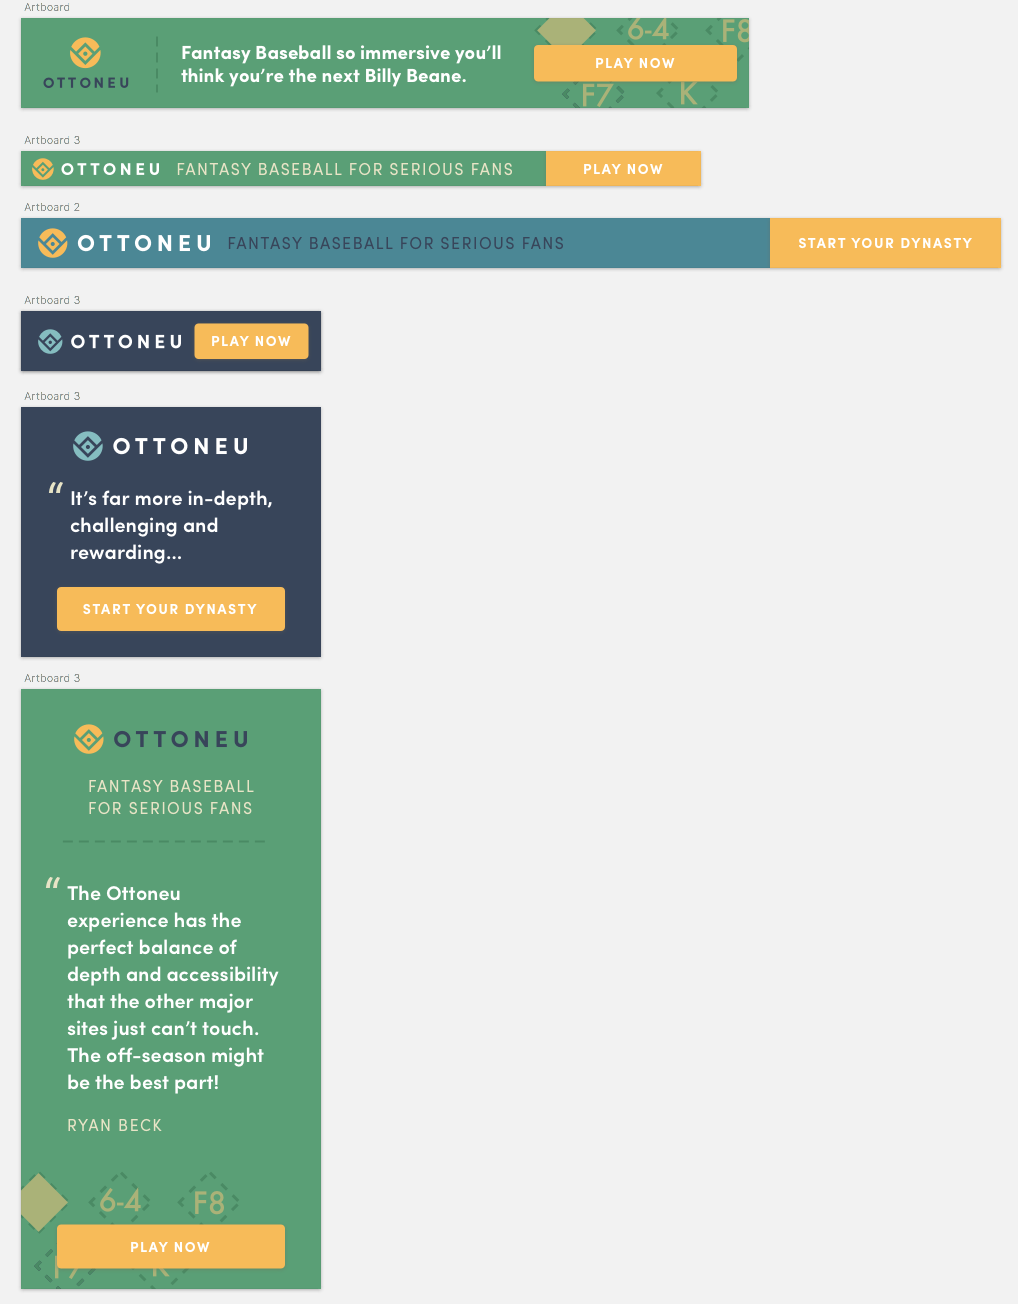 Artboard
OTTONEU
Fantasy Baseball so immersive you’ll
think you’re the next Billy Beane.
6-4
F8
PLAY NOW
F7
K
Artboard 3
OTTONEU FANTASY BASEBALL FOR SERIOUS FANS PLAY NOW
Artboard 2
OTTONEU FANTASY BASEBALL FOR SERIOUS FANS START YOUR DYNASTY
Artboard 3
OTTONEU PLAY NOW
Artboard 3
OTTONEU
“ It’s far more in-depth,
challenging and
rewarding...
START YOUR DYNASTY
Artboard 3
OTTONEU
FANTASY BASEBALL
FOR SERIOUS FANS
“ The Ottoneu
experience has the
perfect balance of
depth and accessibility
that the other major
sites just can’t touch.
The off-season might
be the best part!
RYAN BECK
6-4 F8
PLAY NOW